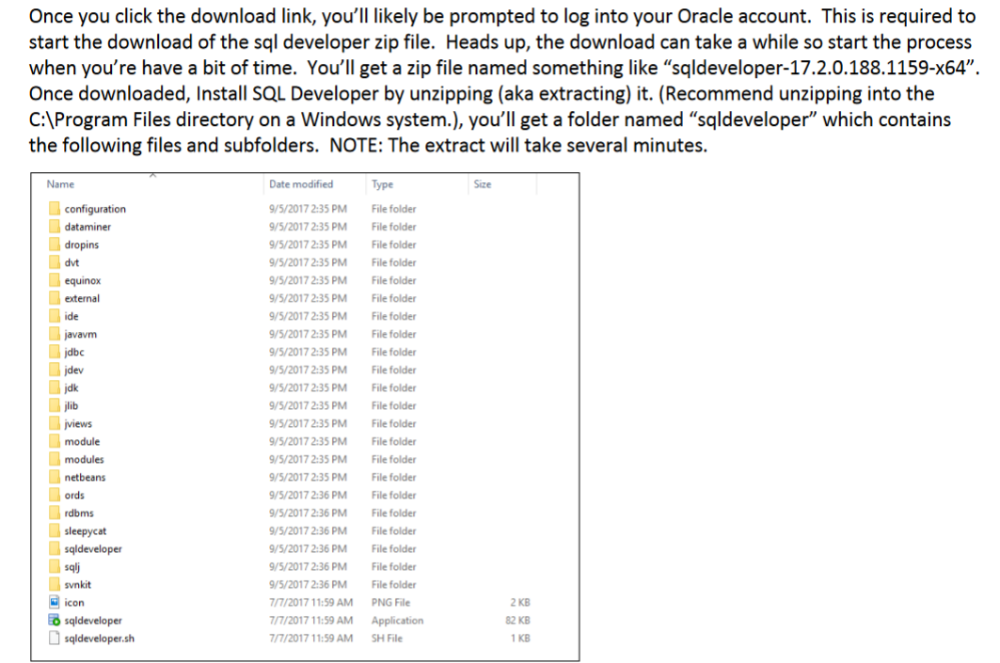 Once you click the download link, you'll likely be prompted to log into your Oracle account.  This is required to
start the download of the sql developer zip file.  Heads up, the download can take a while so start the process
when you're have a bit of time.  You'll get a zip file named something like "sqldeveloper-17.2.0.188.1159-x64".
Once downloaded, Install SQL Developer by unzipping (aka extracting) it. (Recommend unzipping into the
C:\Program Files directory on a Windows system.), you'll get a folder named "sqldeveloper" which contains
the following files and subfolders.  NOTE: The extract will take several minutes.
Name Date modified Type Size
configuration 9/5/2017 2:35 PM File folder
dataminer 9/5/2017 2:35 PM File folder
dropins 9/5/2017 2:35 PM File folder
dvt 9/5/2017 2:35 PM File folder
equinox 9/5/2017 2:35 PM File folder
external 9/5/2017 2:35 PM File folder
ide 9/5/2017 2:35 PM File folder
javavm 9/5/2017 2:35 PM File folder
jdbc 9/5/2017 2:35 PM File folder
jdev 9/5/2017 2:35 PM File folder
jdk 9/5/2017 2:35 PM File folder
jlib 9/5/2017 2:35 PM File folder
jviews 9/5/2017 2:35 PM File folder
module 9/5/2017 2:35 PM File folder
modules 9/5/2017 2:35 PM File folder
netbeans 9/5/2017 2:35 PM File folder
ords 9/5/2017 2:36 PM File folder
rdbms 9/5/2017 2:36 PM File folder
sleepycat 9/5/2017 2:36 PM File folder
sqldeveloper 9/5/2017 2:36 PM File folder
sqlj 9/5/2017 2:36 PM File folder
svnkit 9/5/2017 2:36 PM File folder
icon 7/7/2017 11:59 AM PNG File 2 KB
sqldeveloper 7/7/2017 11:59 AM Application 82 KB
sqldeveloper.sh 7/7/2017 11:59 AM SH File 1 KB